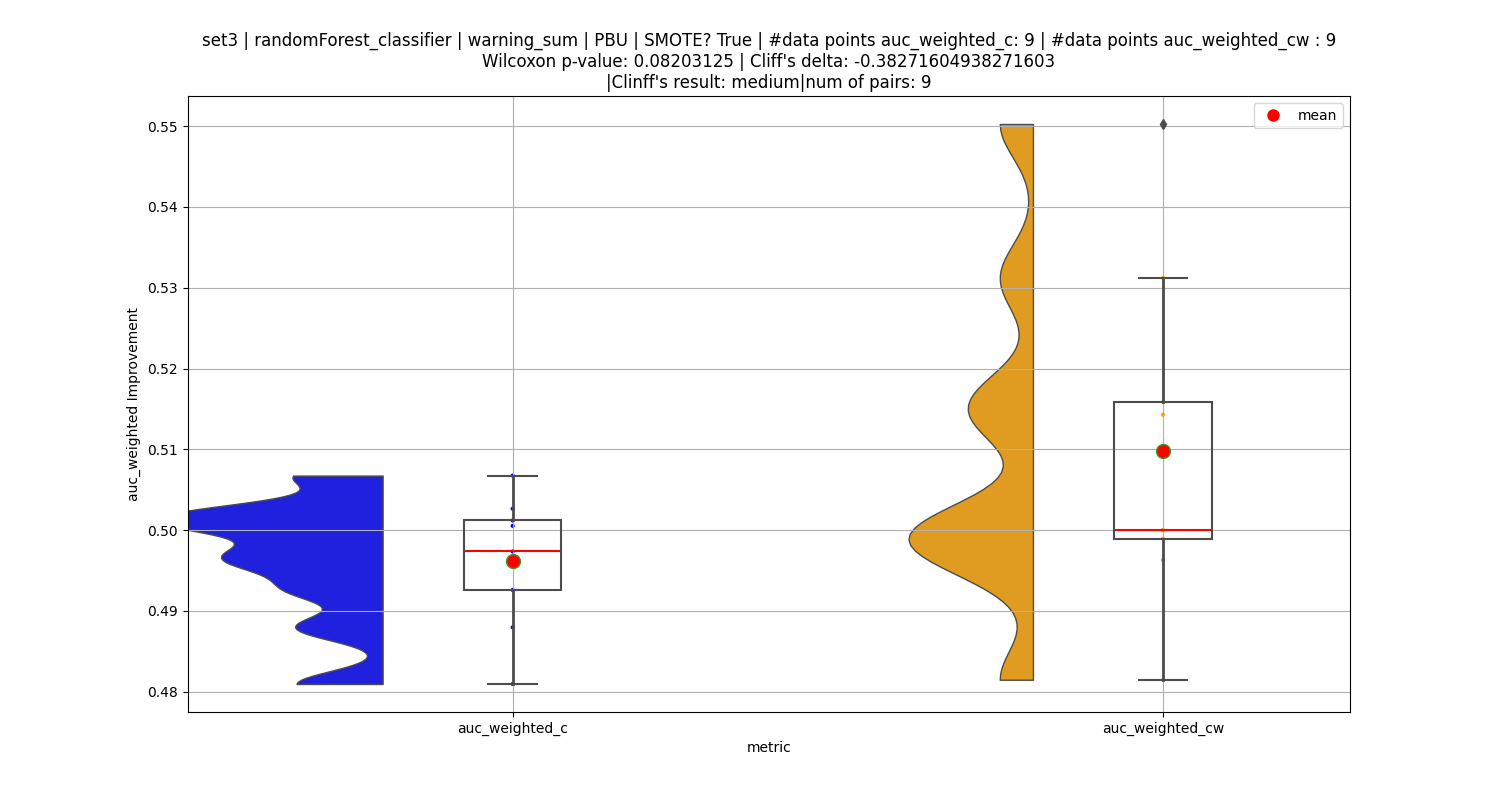 set3 | randomForest_classifier | warning_sum | PBU | SMOTE? True | #data points auc_weighted_c: 9 | #data points auc_weighted_cw : 9
Wilcoxon p-value: 0.08203125 | Cliff's delta: -0.38271604938271603
|Clinff's result: medium|num of pairs: 9
mean
auc_weighted Improvement
0.55
0.54
0.53
0.52
0.51
0.50
0.49
0.48
auc_weighted_c
auc_weighted_cw
metric